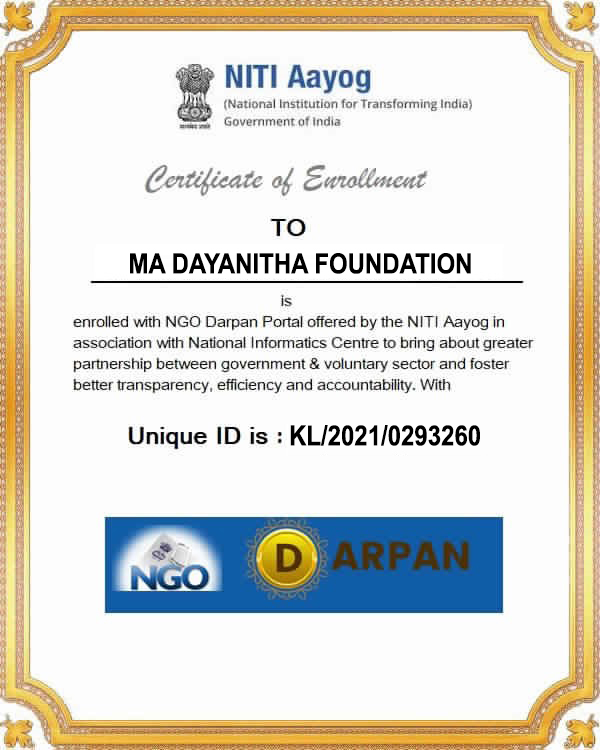 NITI Aayog
(National Institution for Transforming India)
Government of India
सत्यमेव जयते
Certificate of Enrollment
TO
MA DAYANITHA FOUNDATION
is
enrolled with NGO Darpan Portal offered by the NITI Aayog in
association with National Informatics Centre to bring about greater
partnership between government & voluntary sector and foster
better transparency, efficiency and accountability. With
Unique ID is : KL/2021/0293260
NGO DARPAN